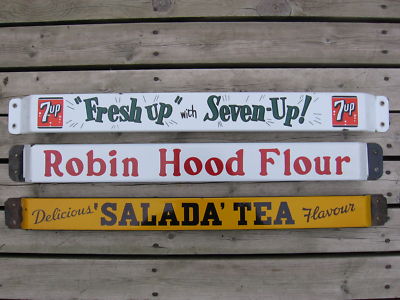 7up "Fresh up" with Seven-Up! 7up
Robin Hood Flour
Delicious "SALADA" TEA Flavour